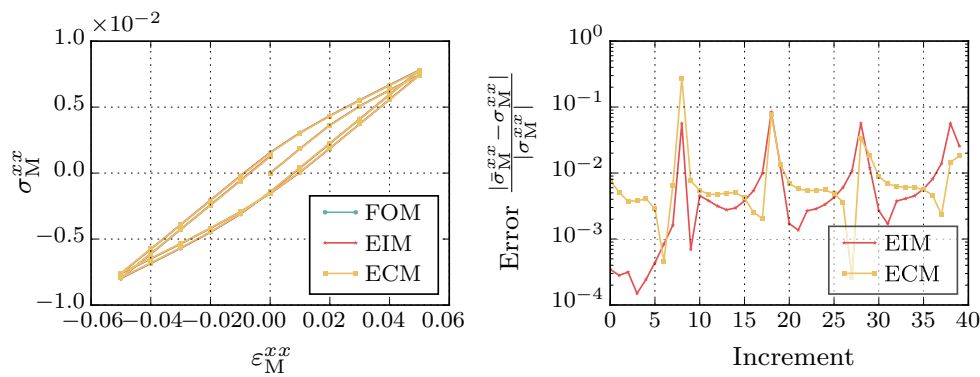 1.0 ×10⁻²
0.5
0.0
−0.5
−1.0
−0.06 −0.04 −0.02 0.00 0.02 0.04 0.06
σ_M^{xx}
ε_M^{xx}
FOM
EIM
ECM
10⁰
10⁻¹
10⁻²
10⁻³
10⁻⁴
0 5 10 15 20 25 30 35 40
Error |σ̄_M^{xx} − σ_M^{xx}| / |σ_M^{xx}|
Increment
EIM
ECM